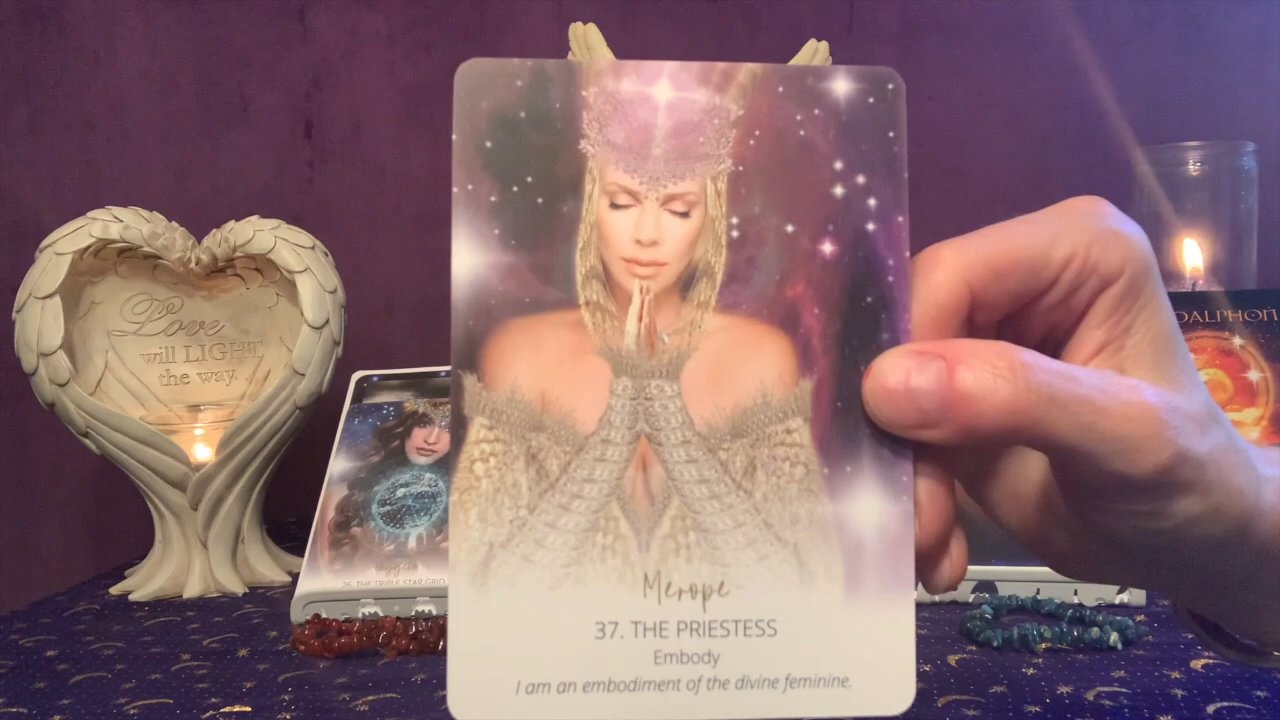 Love
will LIGHT
the way.
26. THE TRIPLE STAR GRID
DALPHON
Merope
37. THE PRIESTESS
Embody
I am an embodiment of the divine feminine.